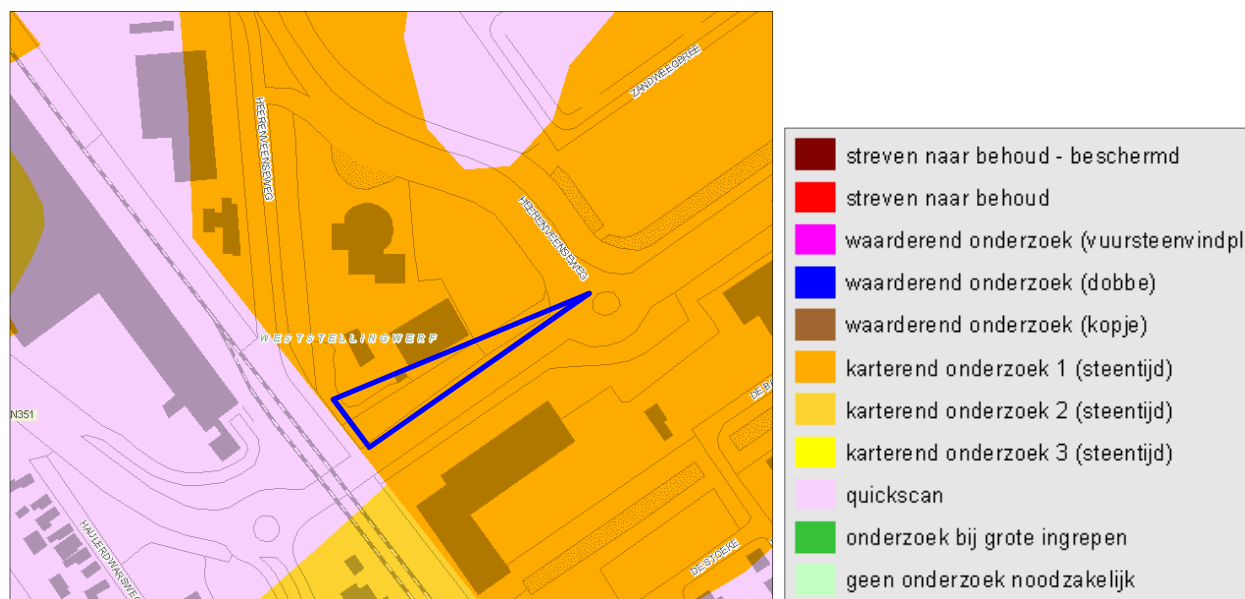 ZANDWEEGBREE
HEERENVEENSEWEG
HEERENVEENSEWEG
WESTSTELLINGWERF
N351
DE STOEKE
streven naar behoud - beschermd
streven naar behoud
waarderend onderzoek (vuursteenvindpl
waarderend onderzoek (dobbe)
waarderend onderzoek (kopje)
karterend onderzoek 1 (steentijd)
karterend onderzoek 2 (steentijd)
karterend onderzoek 3 (steentijd)
quickscan
onderzoek bij grote ingrepen
geen onderzoek noodzakelijk